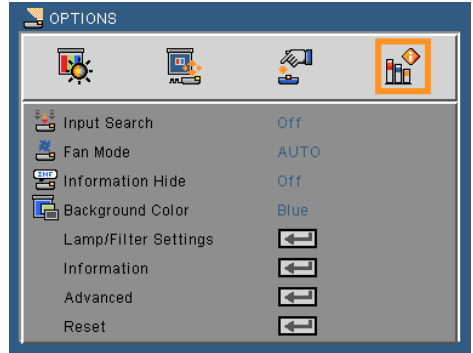 OPTIONS
Input Search Off
Fan Mode AUTO
INF Information Hide Off
Background Color Blue
Lamp/Filter Settings
Information
Advanced
Reset